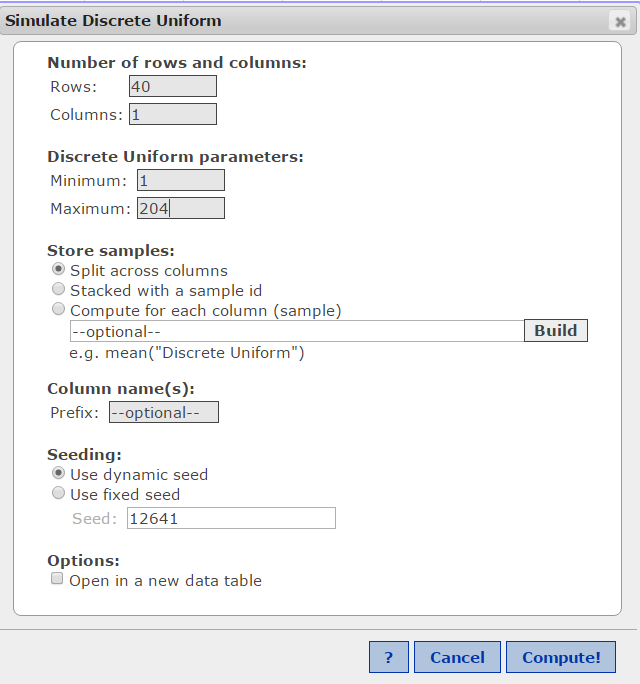 Simulate Discrete Uniform
Number of rows and columns:
Rows: 40
Columns: 1
Discrete Uniform parameters:
Minimum: 1
Maximum: 204
Store samples:
Split across columns
Stacked with a sample id
Compute for each column (sample)
--optional-- Build
e.g. mean("Discrete Uniform")
Column name(s):
Prefix: --optional--
Seeding:
Use dynamic seed
Use fixed seed
Seed: 12641
Options:
Open in a new data table
? Cancel Compute!